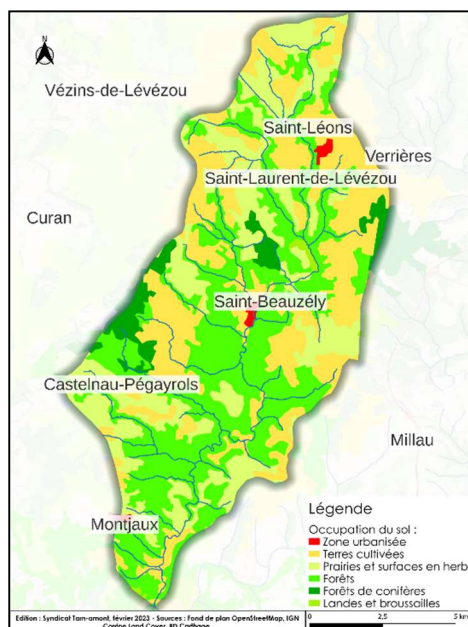 N
Vézins-de-Lévézou
Saint-Léons
Verrières
Saint-Laurent-de-Lévézou
Curan
Saint-Beauzély
Castelnau-Pégayrols
Millau
Montjaux
Légende
Occupation du sol :
Zone urbanisée
Terres cultivées
Prairies et surfaces en herb
Forêts
Forêts de conifères
Landes et broussailles
0 2,5 5 km
Edition : Syndicat Tarn-amont, février 2023 - Sources : Fond de plan OpenStreetMap, IGN
Corine Land Cover, BD Carthage